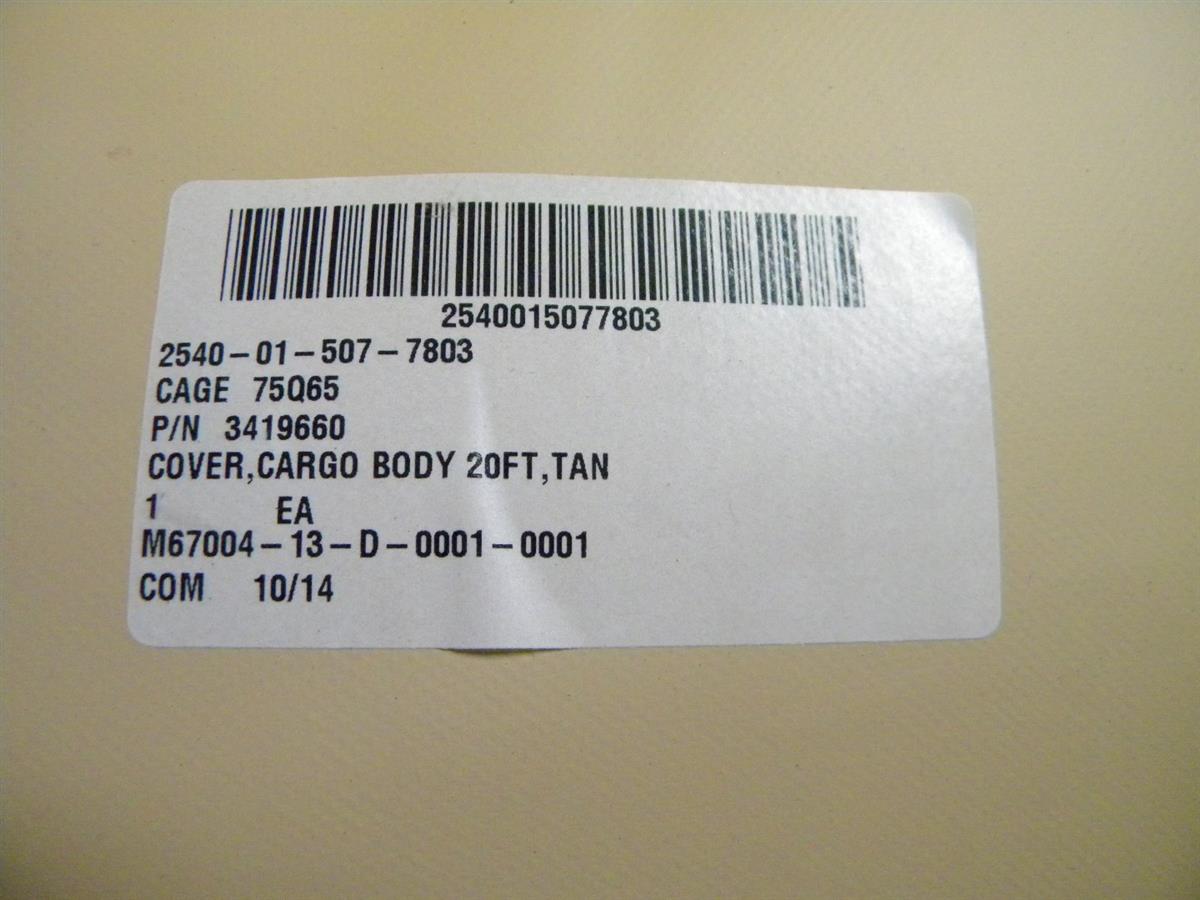 2540015077803
2540-01-507-7803
CAGE 75Q65
P/N 3419660
COVER,CARGO BODY 20FT,TAN
1 EA
M67004-13-D-0001-0001
COM 10/14